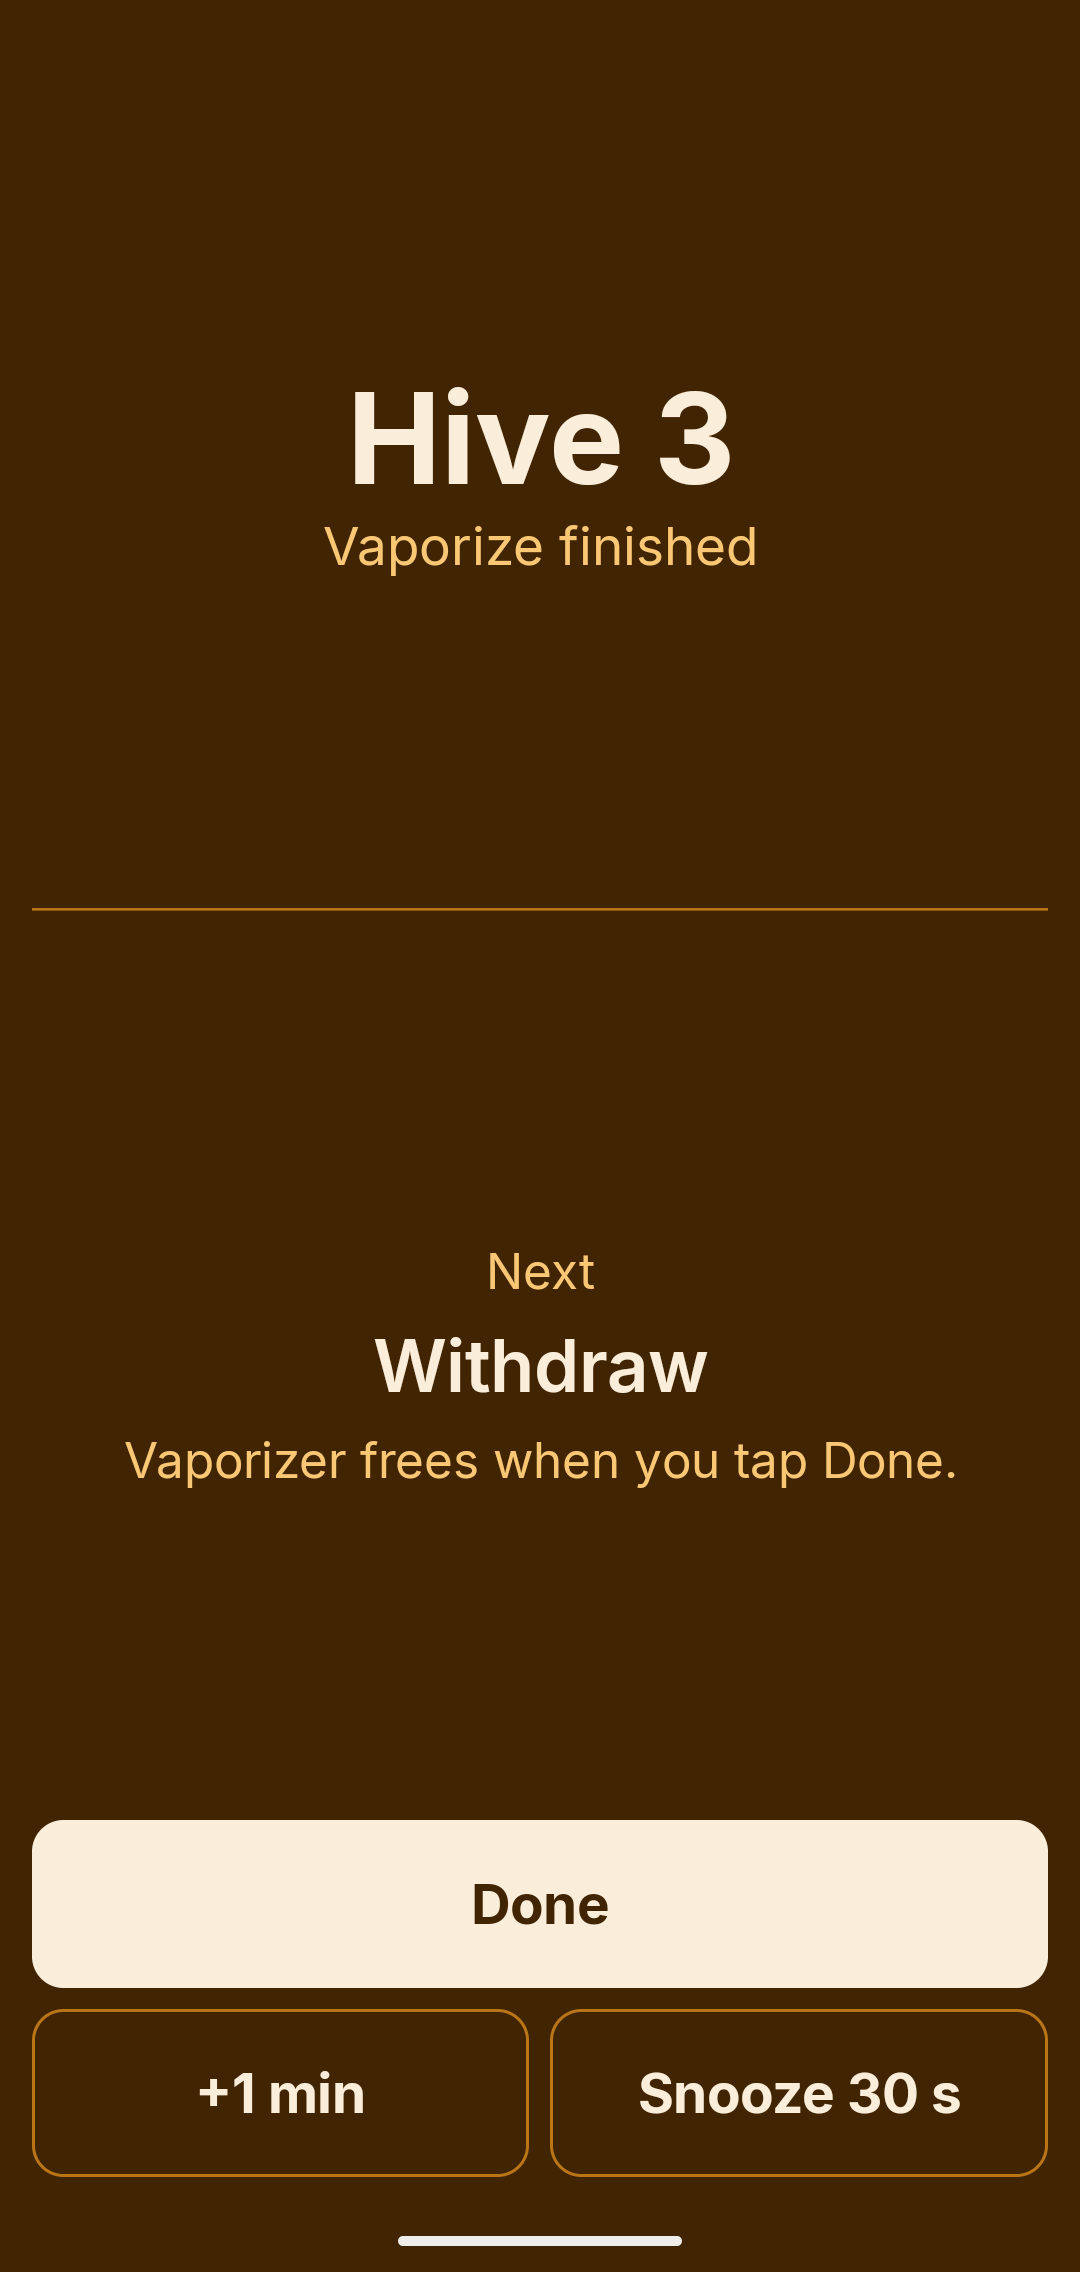 Hive 3
Vaporize finished
Next
Withdraw
Vaporizer frees when you tap Done.
Done
+1 min
Snooze 30 s